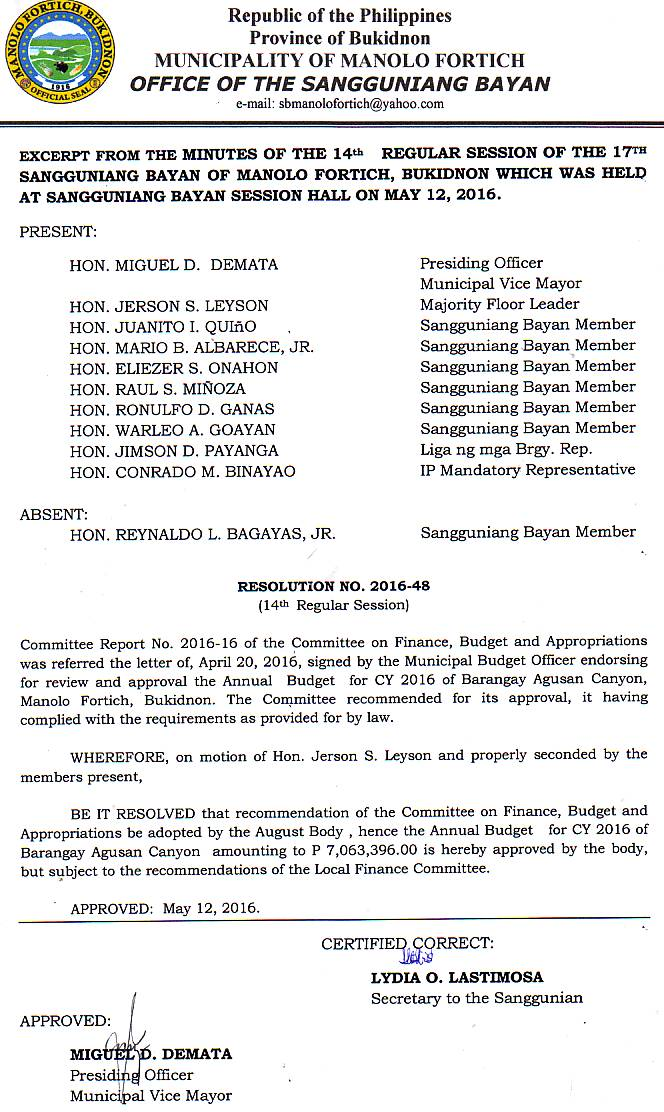 MANOLO FORTICH, BUKIDNON
1916
OFFICIAL SEAL
Republic of the Philippines
Province of Bukidnon
MUNICIPALITY OF MANOLO FORTICH
OFFICE OF THE SANGGUNIANG BAYAN
e-mail: sbmanolofortich@yahoo.com
EXCERPT FROM THE MINUTES OF THE 14th REGULAR SESSION OF THE 17TH
SANGGUNIANG BAYAN OF MANOLO FORTICH, BUKIDNON WHICH WAS HELD
AT SANGGUNIANG BAYAN SESSION HALL ON MAY 12, 2016.
PRESENT:
HON. MIGUEL D. DEMATA Presiding Officer
Municipal Vice Mayor
HON. JERSON S. LEYSON Majority Floor Leader
HON. JUANITO I. QUIñO Sangguniang Bayan Member
HON. MARIO B. ALBARECE, JR. Sangguniang Bayan Member
HON. ELIEZER S. ONAHON Sangguniang Bayan Member
HON. RAUL S. MIÑOZA Sangguniang Bayan Member
HON. RONULFO D. GANAS Sangguniang Bayan Member
HON. WARLEO A. GOAYAN Sangguniang Bayan Member
HON. JIMSON D. PAYANGA Liga ng mga Brgy. Rep.
HON. CONRADO M. BINAYAO IP Mandatory Representative
ABSENT:
HON. REYNALDO L. BAGAYAS, JR. Sangguniang Bayan Member
RESOLUTION NO. 2016-48
(14th Regular Session)
Committee Report No. 2016-16 of the Committee on Finance, Budget and Appropriations
was referred the letter of, April 20, 2016, signed by the Municipal Budget Officer endorsing
for review and approval the Annual Budget for CY 2016 of Barangay Agusan Canyon,
Manolo Fortich, Bukidnon. The Committee recommended for its approval, it having
complied with the requirements as provided for by law.
WHEREFORE, on motion of Hon. Jerson S. Leyson and properly seconded by the
members present,
BE IT RESOLVED that recommendation of the Committee on Finance, Budget and
Appropriations be adopted by the August Body , hence the Annual Budget for CY 2016 of
Barangay Agusan Canyon amounting to P 7,063,396.00 is hereby approved by the body,
but subject to the recommendations of the Local Finance Committee.
APPROVED: May 12, 2016.
CERTIFIED CORRECT:
LYDIA O. LASTIMOSA
Secretary to the Sanggunian
APPROVED:
MIGUEL D. DEMATA
Presiding Officer
Municipal Vice Mayor